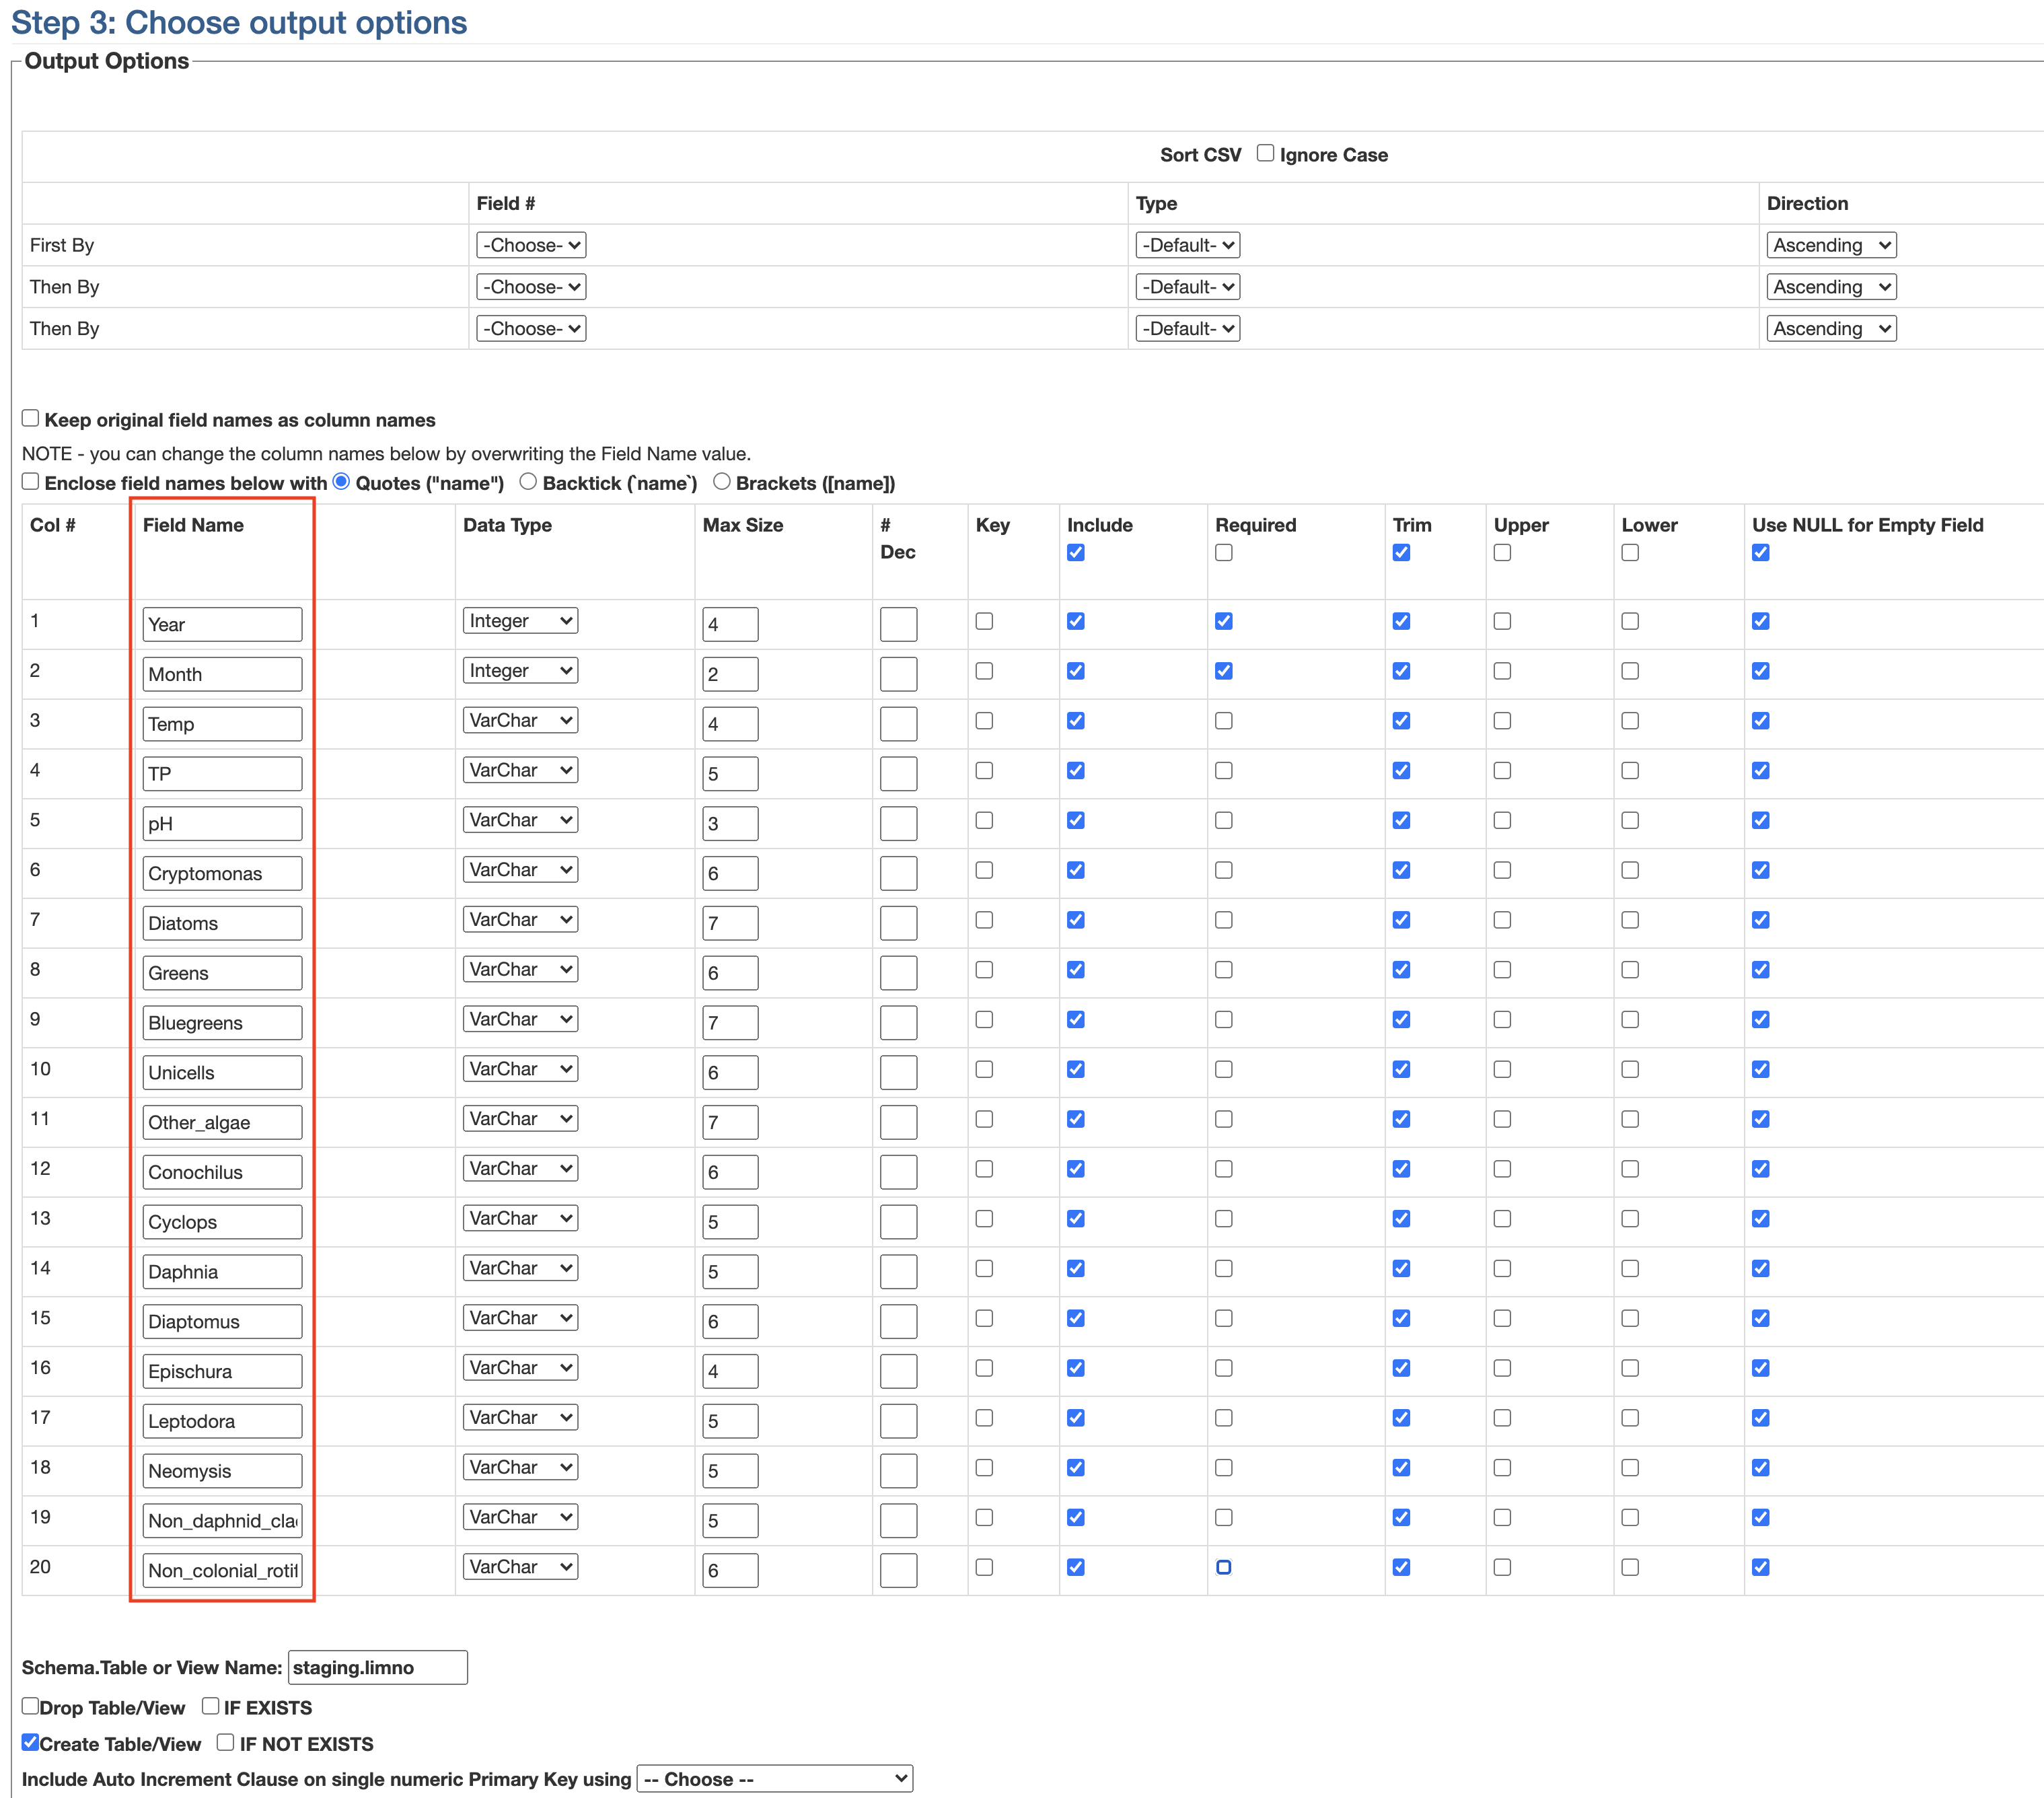 Step 3: Choose output options
Output Options
Sort CSV Ignore Case
Field # Type Direction
First By -Choose- -Default- Ascending
Then By -Choose- -Default- Ascending
Then By -Choose- -Default- Ascending
Keep original field names as column names
NOTE - you can change the column names below by overwriting the Field Name value.
Enclose field names below with Quotes ("name") Backtick (`name`) Brackets ([name])
Col # Field Name Data Type Max Size # Key Include Required Trim Upper Lower Use NULL for Empty Field
Dec
1 Year Integer 4
2 Month Integer 2
3 Temp VarChar 4
4 TP VarChar 5
5 pH VarChar 3
6 Cryptomonas VarChar 6
7 Diatoms VarChar 7
8 Greens VarChar 6
9 Bluegreens VarChar 7
10 Unicells VarChar 6
11 Other_algae VarChar 7
12 Conochilus VarChar 6
13 Cyclops VarChar 5
14 Daphnia VarChar 5
15 Diaptomus VarChar 6
16 Epischura VarChar 4
17 Leptodora VarChar 5
18 Neomysis VarChar 5
19 Non_daphnid_cla VarChar 5
20 Non_colonial_roti VarChar 6
Schema.Table or View Name: staging.limno
Drop Table/View IF EXISTS
Create Table/View IF NOT EXISTS
Include Auto Increment Clause on single numeric Primary Key using -- Choose --